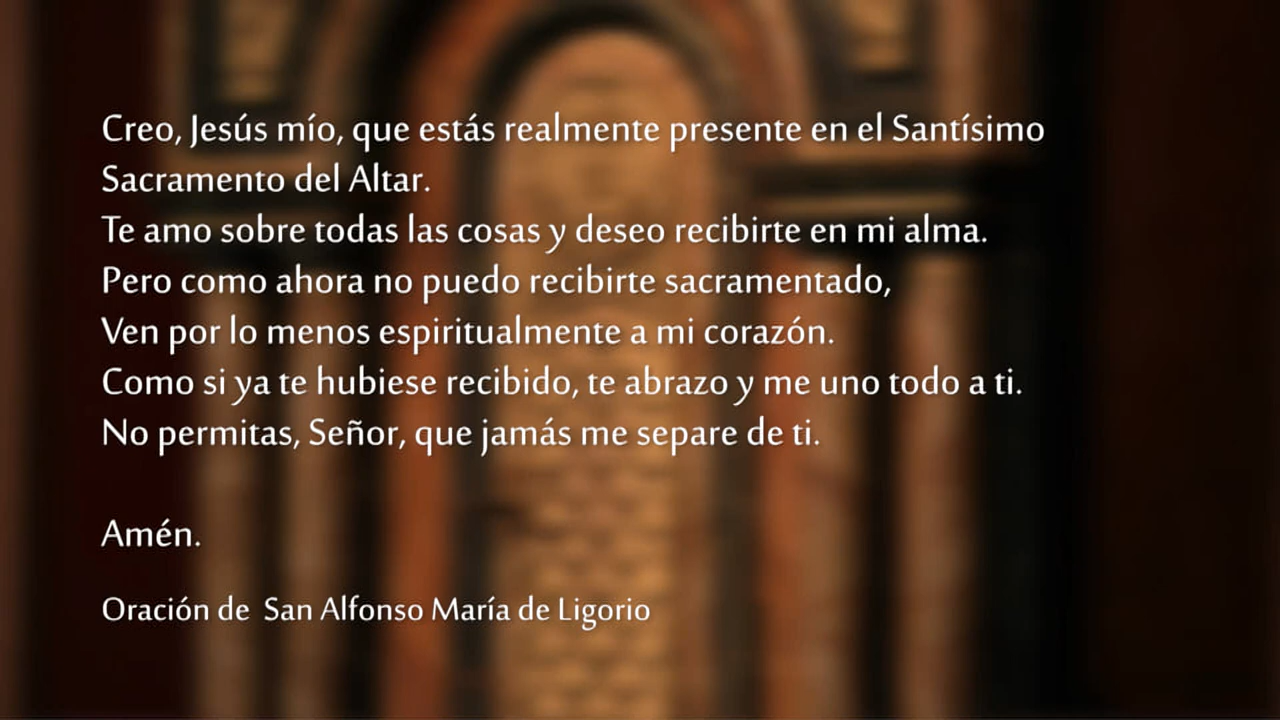 Creo, Jesús mío, que estás realmente presente en el Santísimo
Sacramento del Altar.
Te amo sobre todas las cosas y deseo recibirte en mi alma.
Pero como ahora no puedo recibirte sacramentado,
Ven por lo menos espiritualmente a mi corazón.
Como si ya te hubiese recibido, te abrazo y me uno todo a ti.
No permitas, Señor, que jamás me separe de ti.
Amén.
Oración de  San Alfonso María de Ligorio